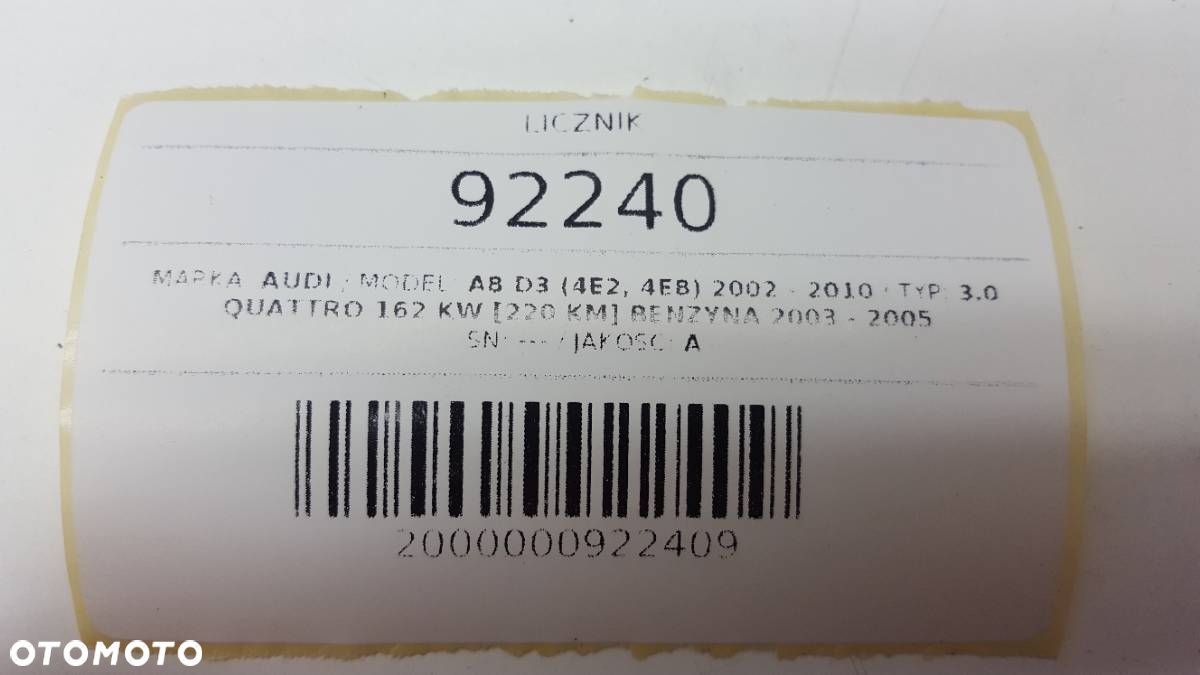 LICZNIK
92240
MARKA: AUDI / MODEL: A8 D3 (4E2, 4E8) 2002 - 2010 / TYP: 3.0
QUATTRO 162 KW [220 KM] BENZYNA 2003 - 2005
SN: --- / JAKOŚĆ: A
2000000922409
OTOMOTO